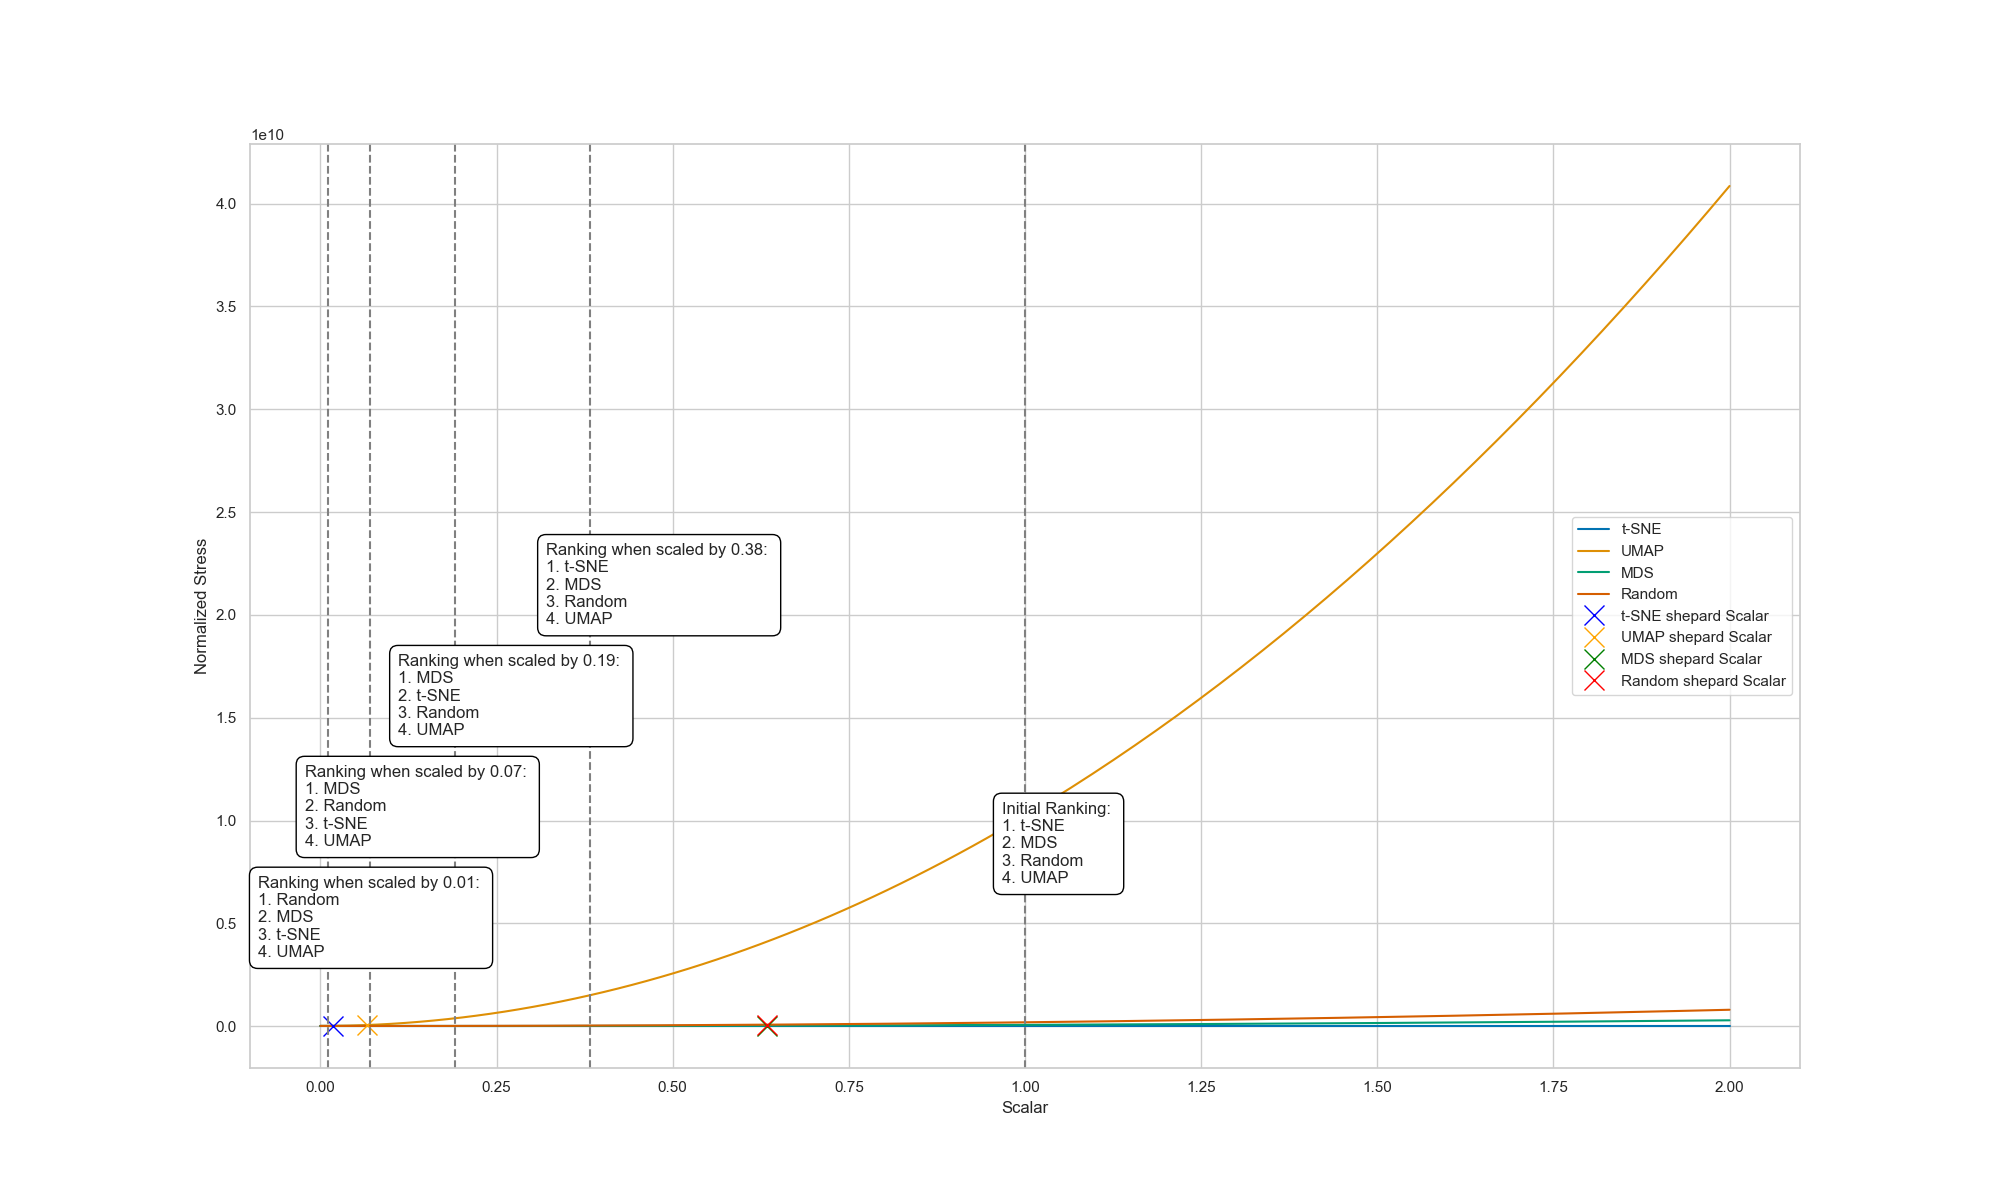 1e10
4.0
3.5
3.0
2.5
2.0
1.5
1.0
0.5
0.0
Normalized Stress
Ranking when scaled by 0.38:
1. t-SNE
2. MDS
3. Random
4. UMAP
Ranking when scaled by 0.19:
1. MDS
2. t-SNE
3. Random
4. UMAP
Ranking when scaled by 0.07:
1. MDS
2. Random
3. t-SNE
4. UMAP
Ranking when scaled by 0.01:
1. Random
2. MDS
3. t-SNE
4. UMAP
Initial Ranking:
1. t-SNE
2. MDS
3. Random
4. UMAP
t-SNE
UMAP
MDS
Random
t-SNE shepard Scalar
UMAP shepard Scalar
MDS shepard Scalar
Random shepard Scalar
0.00 0.25 0.50 0.75 1.00 1.25 1.50 1.75 2.00
Scalar